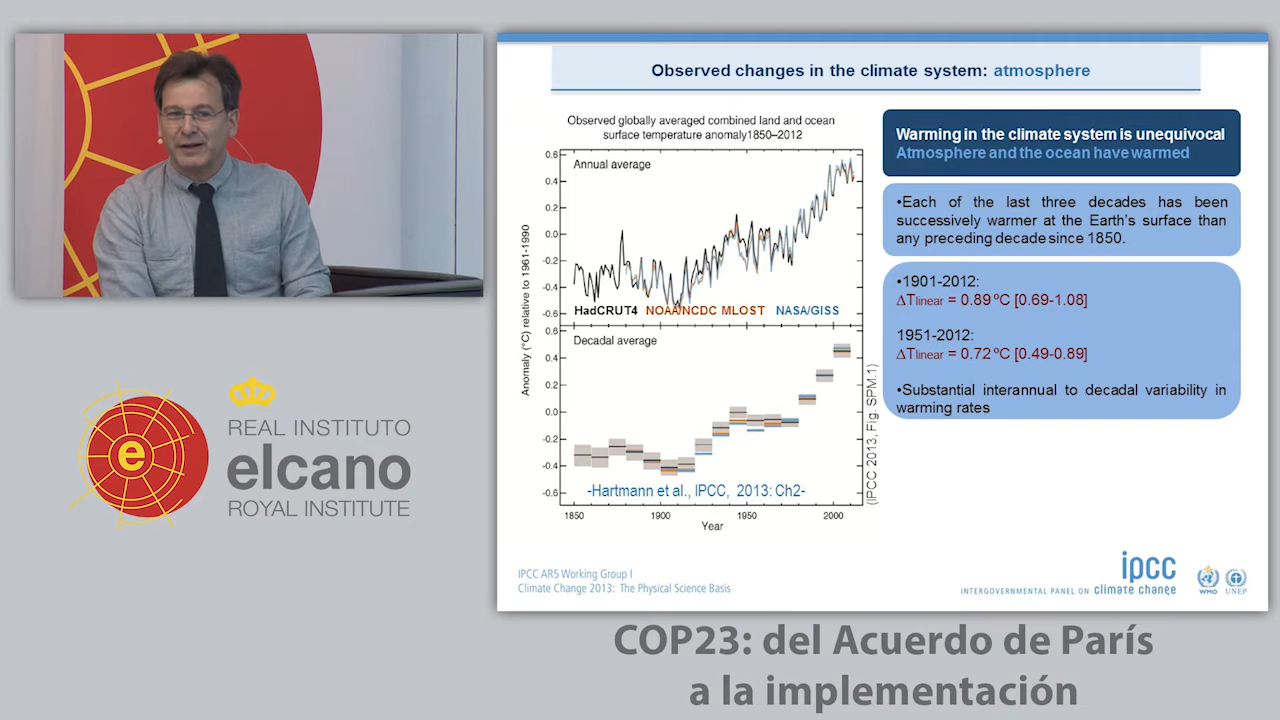 Observed changes in the climate system: atmosphere
Observed globally averaged combined land and ocean
surface temperature anomaly1850–2012
Annual average
0.6
0.4
0.2
0.0
-0.2
-0.4
-0.6
HadCRUT4 NOAA/NCDC MLOST NASA/GISS
Anomaly (°C) relative to 1961-1990
Decadal average
0.6
0.4
0.2
0.0
-0.2
-0.4
-0.6
-Hartmann et al., IPCC, 2013: Ch2-
1850 1900 1950 2000
Year
(IPCC 2013, Fig. SPM.1)
Warming in the climate system is unequivocal
Atmosphere and the ocean have warmed
•Each of the last three decades has been
successively warmer at the Earth's surface than
any preceding decade since 1850.
•1901-2012:
ΔTlinear = 0.89 ºC [0.69-1.08]
1951-2012:
ΔTlinear = 0.72 ºC [0.49-0.89]
•Substantial interannual to decadal variability in
warming rates
IPCC AR5 Working Group I
Climate Change 2013: The Physical Science Basis
ipcc
INTERGOVERNMENTAL PANEL ON climate change
WMO UNEP
e
REAL INSTITUTO
elcano
ROYAL INSTITUTE
COP23: del Acuerdo de París
a la implementación